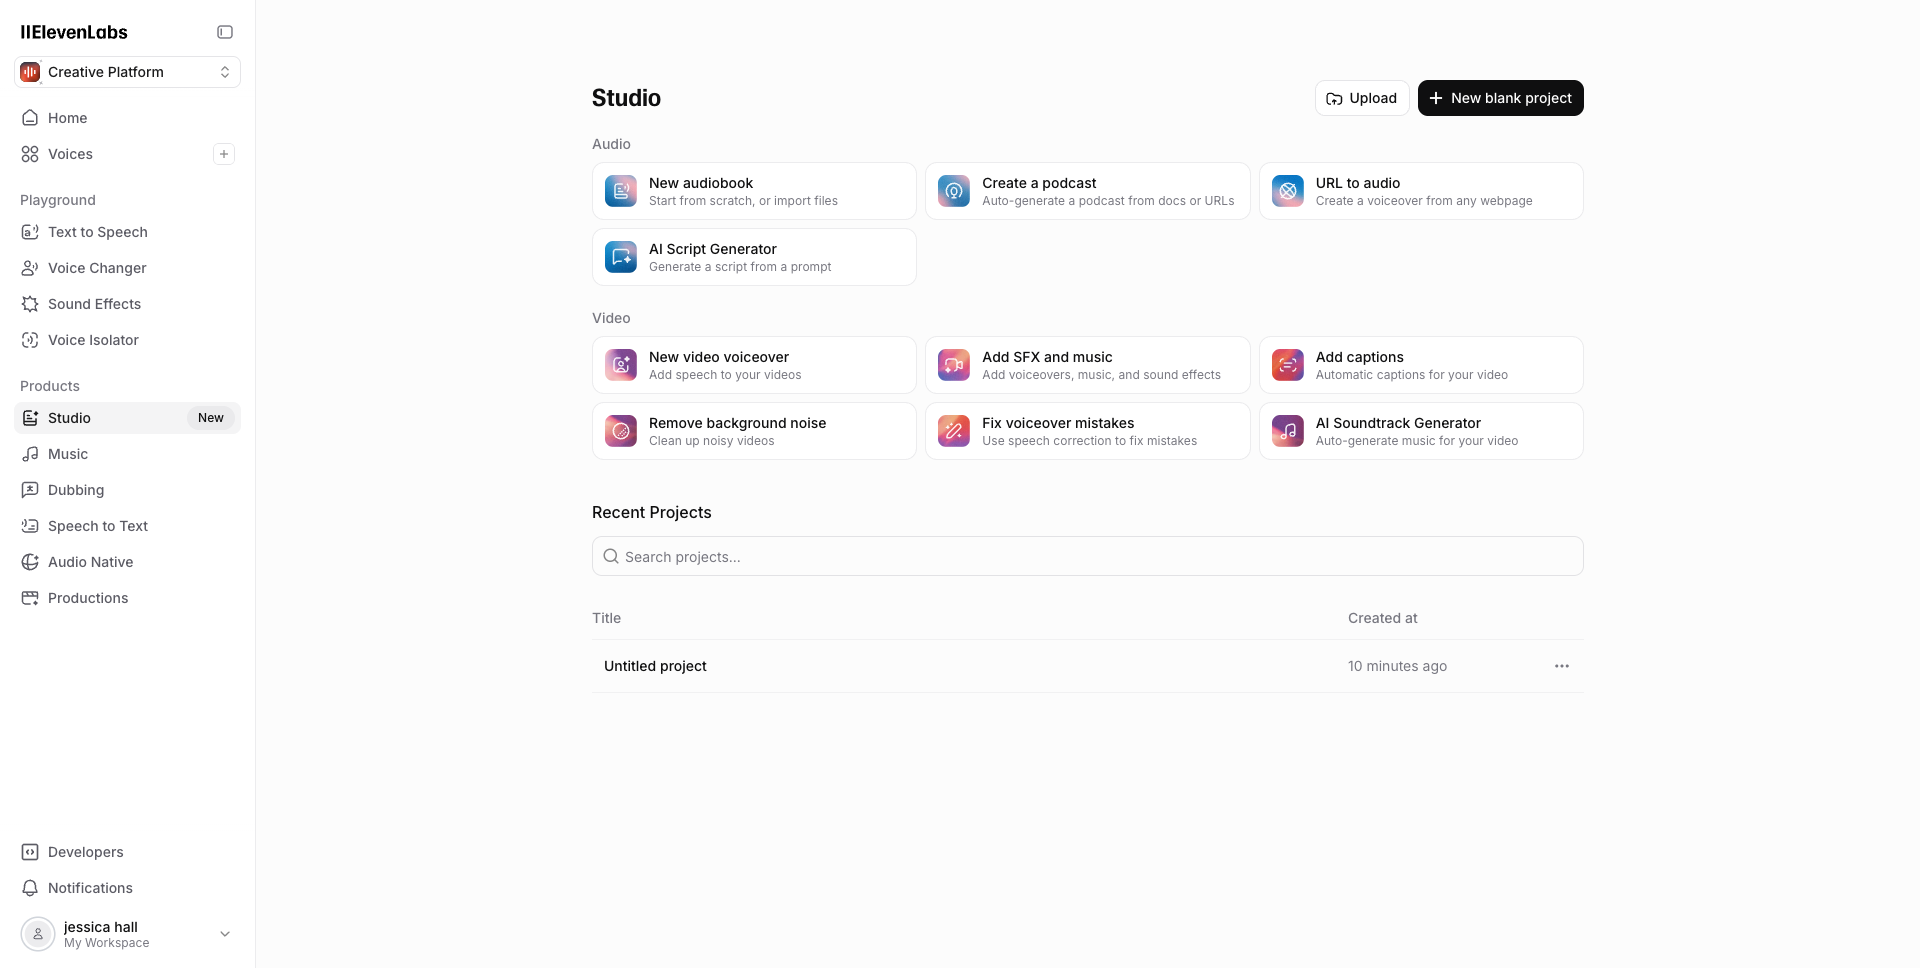 IIElevenLabs
Creative Platform
Home
Voices
Playground
Text to Speech
Voice Changer
Sound Effects
Voice Isolator
Products
Studio New
Music
Dubbing
Speech to Text
Audio Native
Productions
Developers
Notifications
jessica hall
My Workspace
Studio
Upload
New blank project
Audio
New audiobook
Start from scratch, or import files
Create a podcast
Auto-generate a podcast from docs or URLs
URL to audio
Create a voiceover from any webpage
AI Script Generator
Generate a script from a prompt
Video
New video voiceover
Add speech to your videos
Add SFX and music
Add voiceovers, music, and sound effects
Add captions
Automatic captions for your video
Remove background noise
Clean up noisy videos
Fix voiceover mistakes
Use speech correction to fix mistakes
AI Soundtrack Generator
Auto-generate music for your video
Recent Projects
Search projects...
Title Created at
Untitled project 10 minutes ago